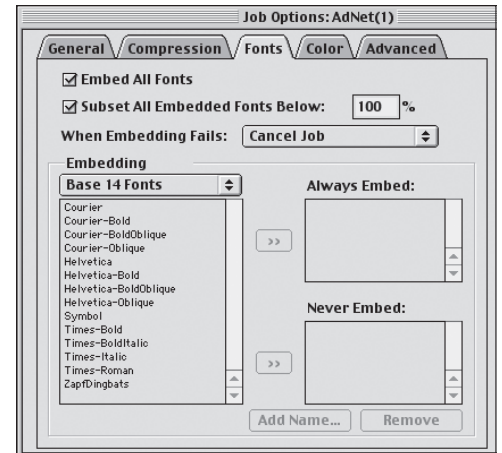 Job Options: AdNet(1)
General Compression Fonts Color Advanced
Embed All Fonts
Subset All Embedded Fonts Below: 100 %
When Embedding Fails: Cancel Job
Embedding
Base 14 Fonts
Courier
Courier-Bold
Courier-BoldOblique
Courier-Oblique
Helvetica
Helvetica-Bold
Helvetica-BoldOblique
Helvetica-Oblique
Symbol
Times-Bold
Times-BoldItalic
Times-Italic
Times-Roman
ZapfDingbats
>>
>>
Always Embed:
Never Embed:
Add Name... Remove